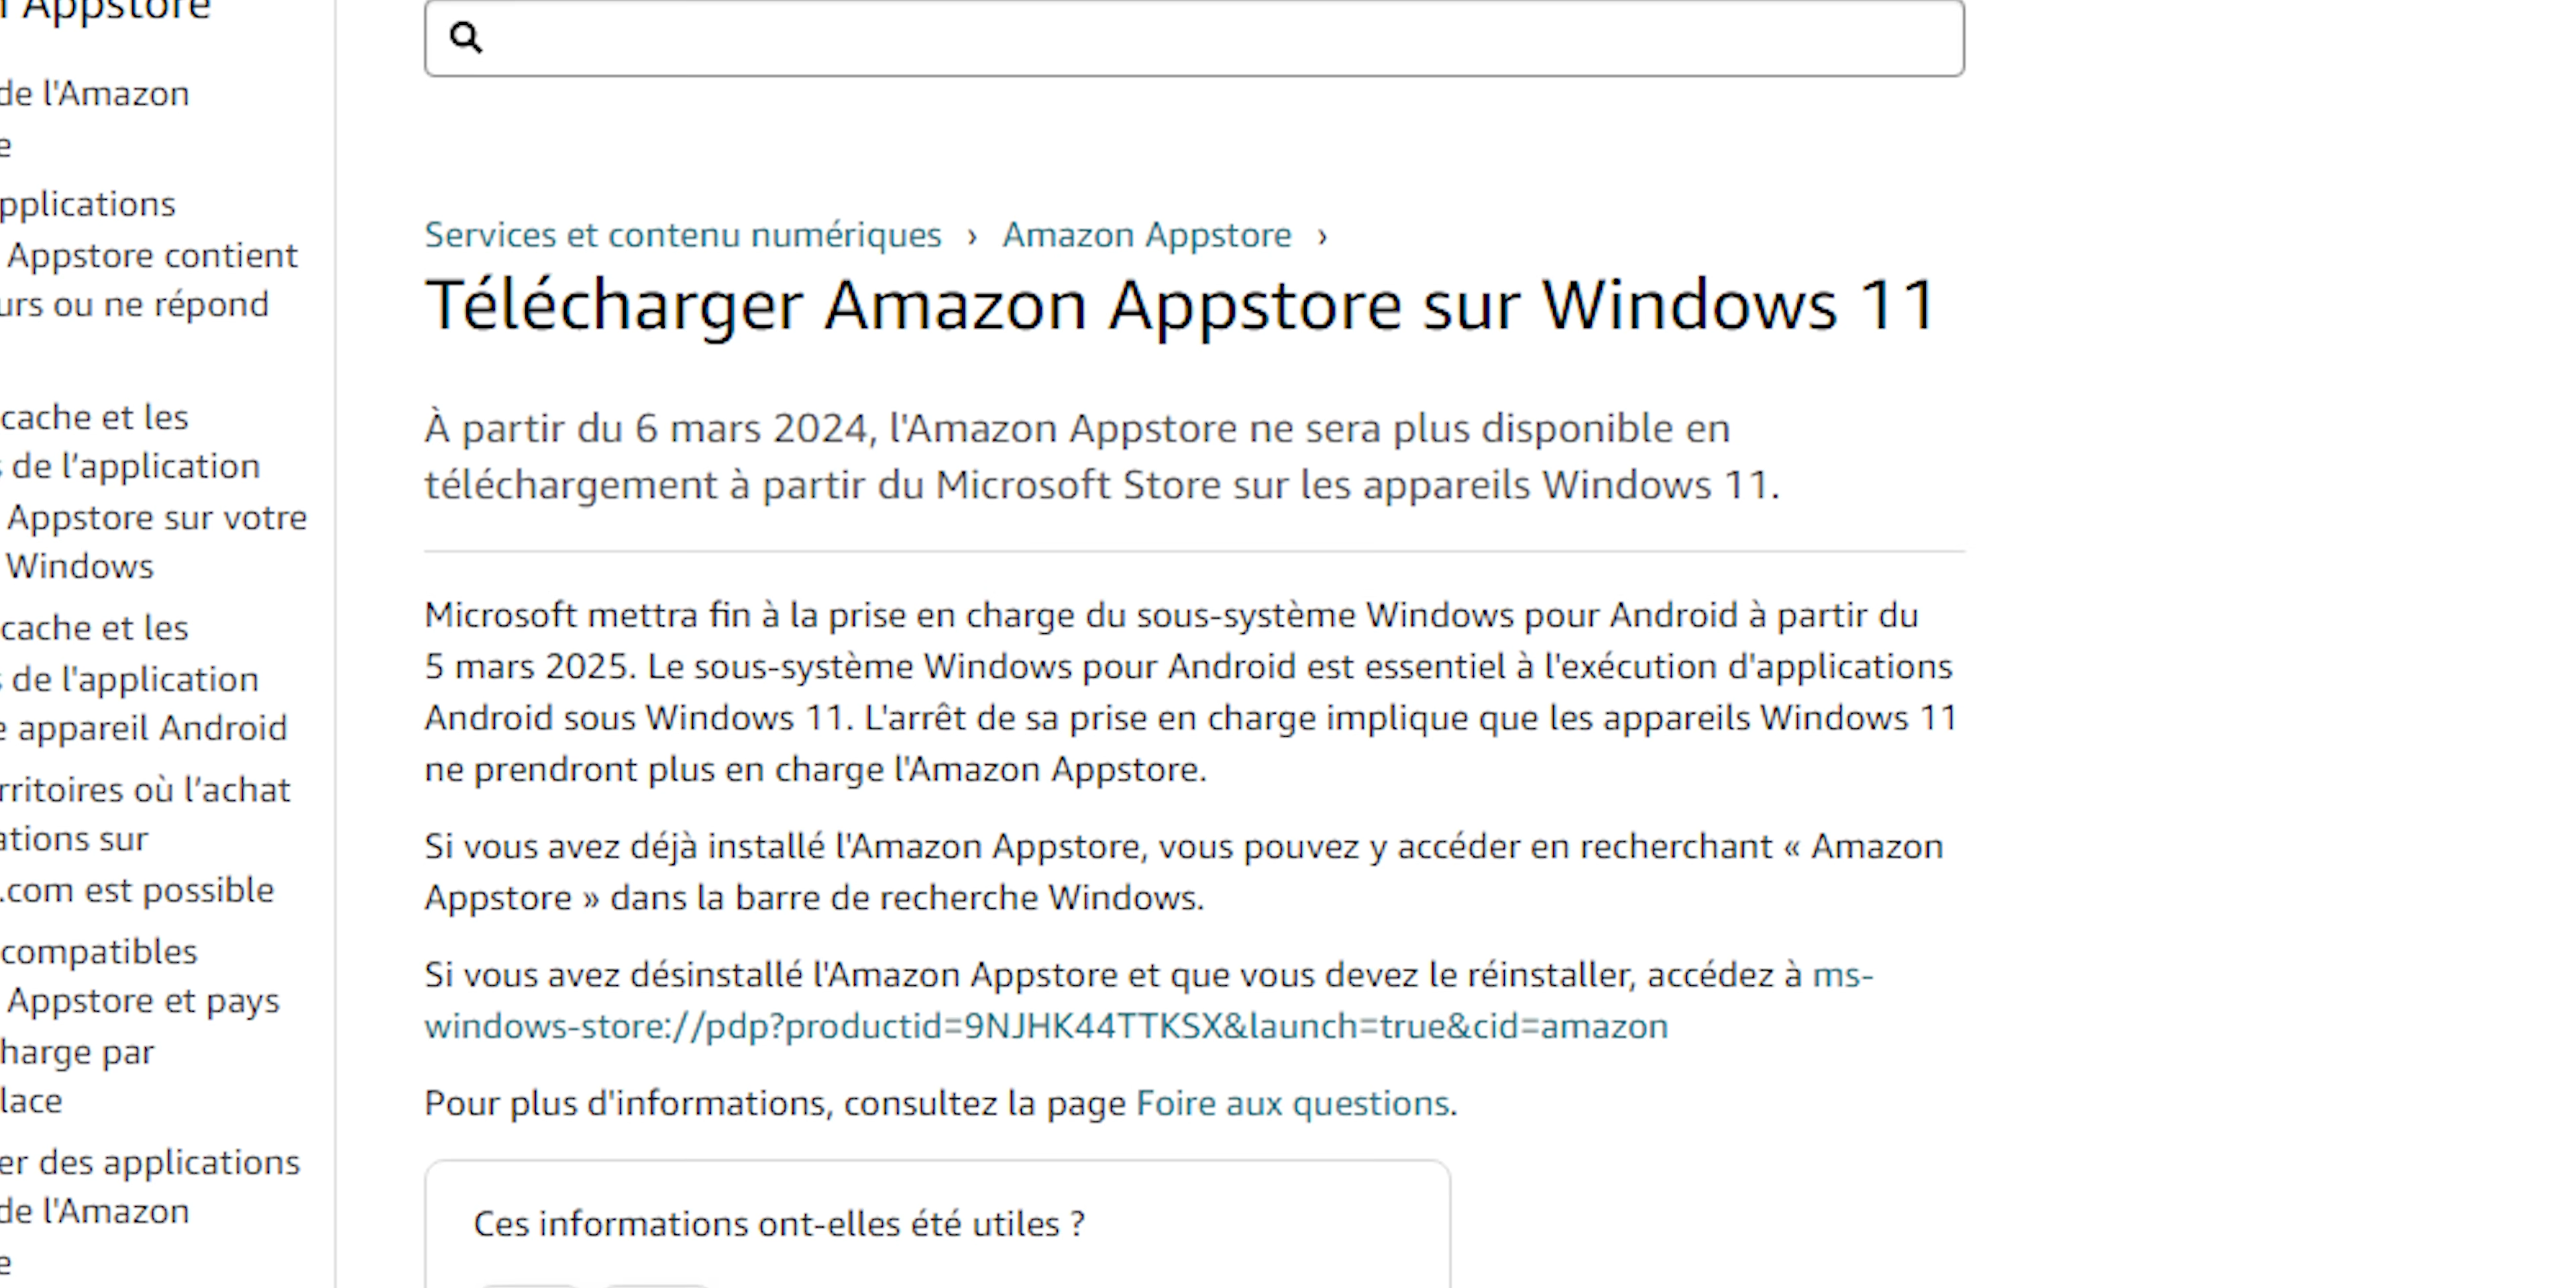 Appstore
de l'Amazon
e
pplications
Appstore contient
urs ou ne répond
cache et les
de l'application
Appstore sur votre
Windows
cache et les
de l'application
e appareil Android
rritoires où l'achat
ations sur
.com est possible
compatibles
Appstore et pays
harge par
lace
er des applications
de l'Amazon
e
Services et contenu numériques › Amazon Appstore ›
Télécharger Amazon Appstore sur Windows 11
À partir du 6 mars 2024, l'Amazon Appstore ne sera plus disponible en
téléchargement à partir du Microsoft Store sur les appareils Windows 11.
Microsoft mettra fin à la prise en charge du sous-système Windows pour Android à partir du
5 mars 2025. Le sous-système Windows pour Android est essentiel à l'exécution d'applications
Android sous Windows 11. L'arrêt de sa prise en charge implique que les appareils Windows 11
ne prendront plus en charge l'Amazon Appstore.
Si vous avez déjà installé l'Amazon Appstore, vous pouvez y accéder en recherchant « Amazon
Appstore » dans la barre de recherche Windows.
Si vous avez désinstallé l'Amazon Appstore et que vous devez le réinstaller, accédez à ms-
windows-store://pdp?productid=9NJHK44TTKSX&launch=true&cid=amazon
Pour plus d'informations, consultez la page Foire aux questions.
Ces informations ont-elles été utiles ?